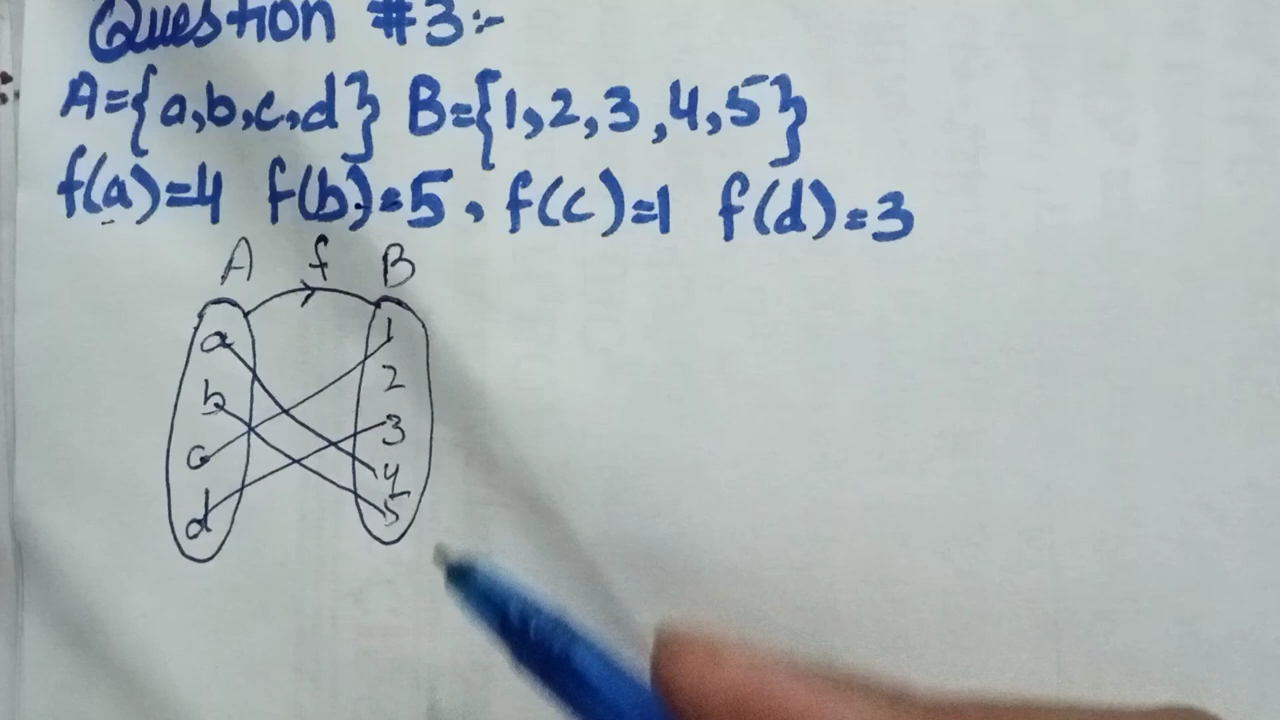 Question #3:-
A={a,b,c,d} B={1,2,3,4,5}
f(a)=4 f(b)=5, f(c)=1 f(d)=3
A f B
a 1
b 2
c 3
d 4
5